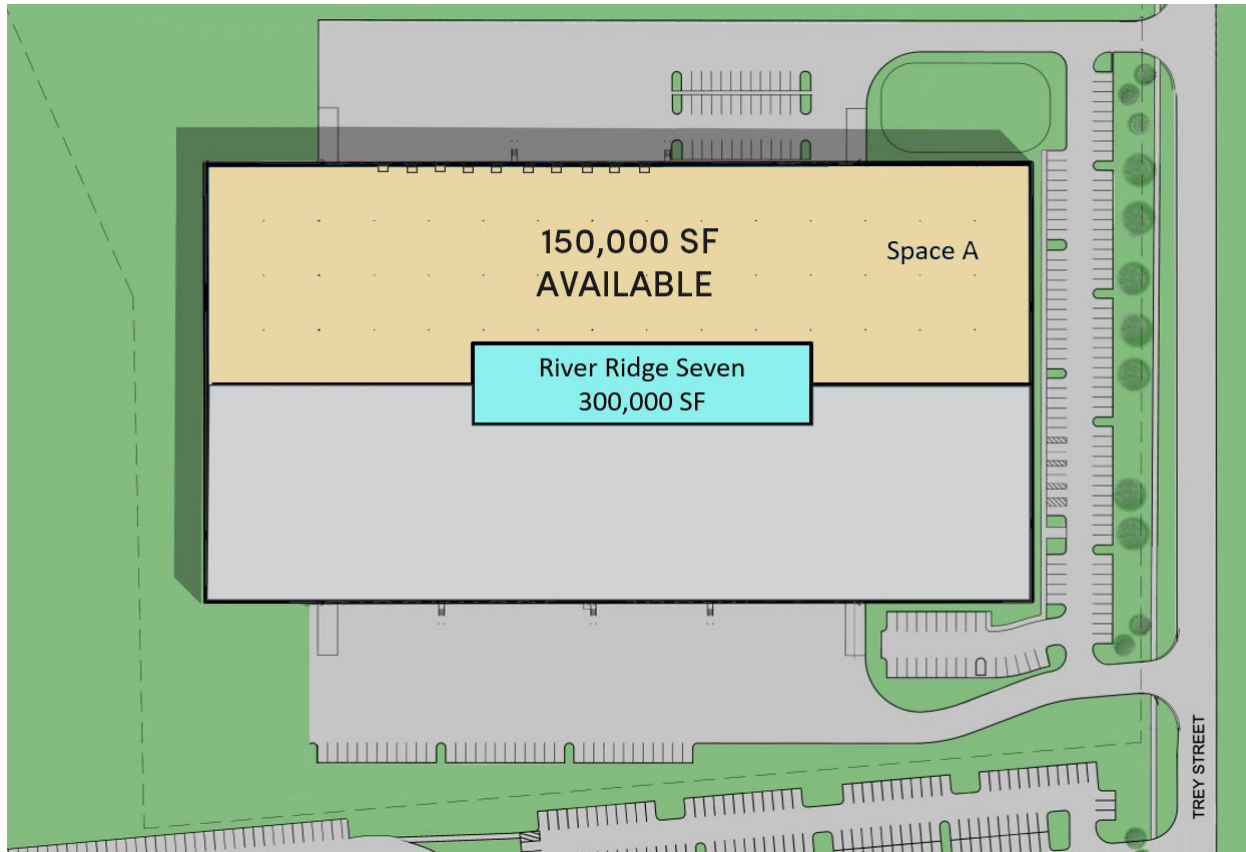 150,000 SF
AVAILABLE
Space A
River Ridge Seven
300,000 SF
TREY STREET